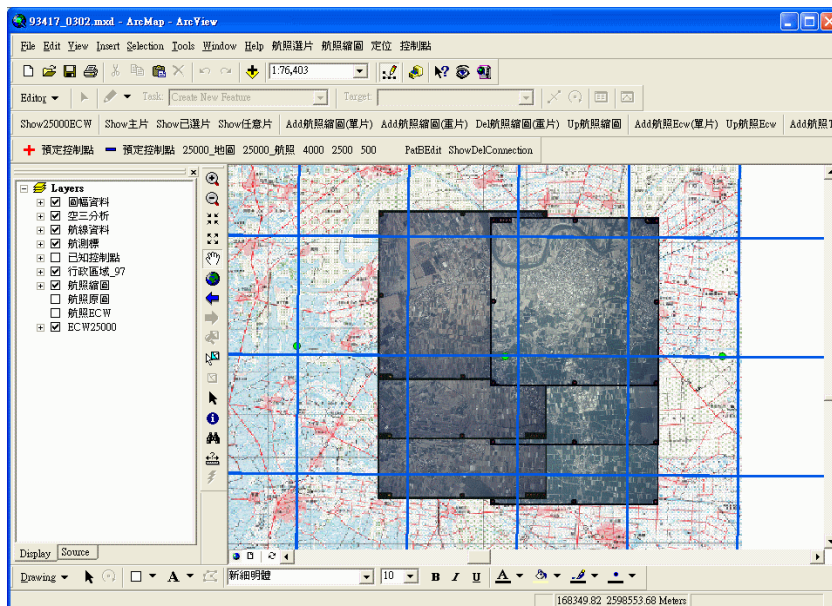 93417_0302.mxd - ArcMap - ArcView
File Edit View Insert Selection Tools Window Help 航照選片 航照縮圖 定位 控制點
1:76,403
Editor Task: Create New Feature Target:
Show25000ECW Show主片 Show已選片 Show任意片 Add航照縮圖(單片) Add航照縮圖(重片) Del航照縮圖(重片) Up航照縮圖 Add航照Ecw(單片) Up航照Ecw Add航照T
預定控制點 預定控制點 25000_地圖 25000_航照 4000 2500 500 PatBEdit ShowDelConnection
Layers
圖幅資料
空三分析
航線資料
航測標
已知控制點
行政區域_97
航照縮圖
航照原圖
航照ECW
ECW25000
Display Source
Drawing A 新細明體 10 B I U A
168349.82 2598553.68 Meters